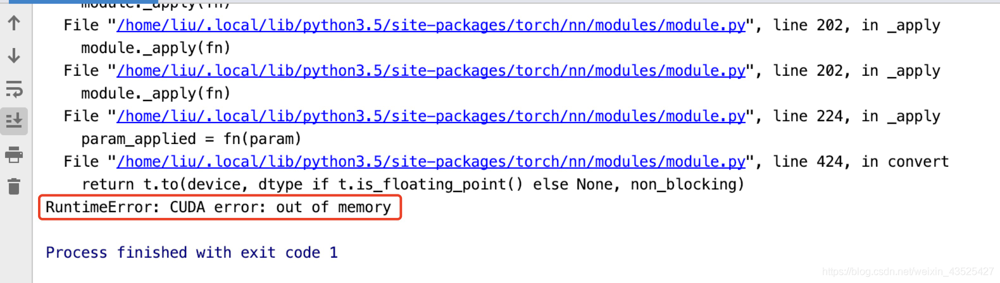 module._apply(fn)
File "/home/liu/.local/lib/python3.5/site-packages/torch/nn/modules/module.py", line 202, in _apply
module._apply(fn)
File "/home/liu/.local/lib/python3.5/site-packages/torch/nn/modules/module.py", line 202, in _apply
module._apply(fn)
File "/home/liu/.local/lib/python3.5/site-packages/torch/nn/modules/module.py", line 224, in _apply
param_applied = fn(param)
File "/home/liu/.local/lib/python3.5/site-packages/torch/nn/modules/module.py", line 424, in convert
return t.to(device, dtype if t.is_floating_point() else None, non_blocking)
RuntimeError: CUDA error: out of memory
Process finished with exit code 1
https://blog.csdn.net/weixin_43525427